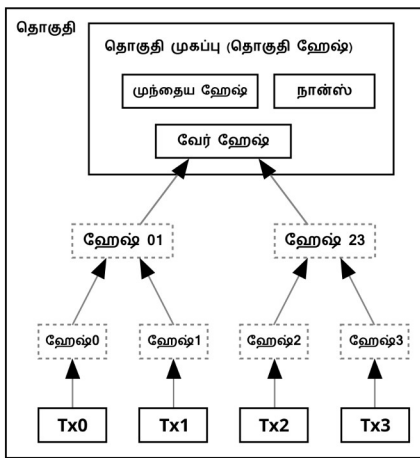 தொகுதி
தொகுதி முகப்பு (தொகுதி ஹேஷ்)
முந்தைய ஹேஷ்
நான்ஸ்
வேர் ஹேஷ்
ஹேஷ் 01
ஹேஷ் 23
ஹேஷ்0
ஹேஷ்1
ஹேஷ்2
ஹேஷ்3
Tx0
Tx1
Tx2
Tx3